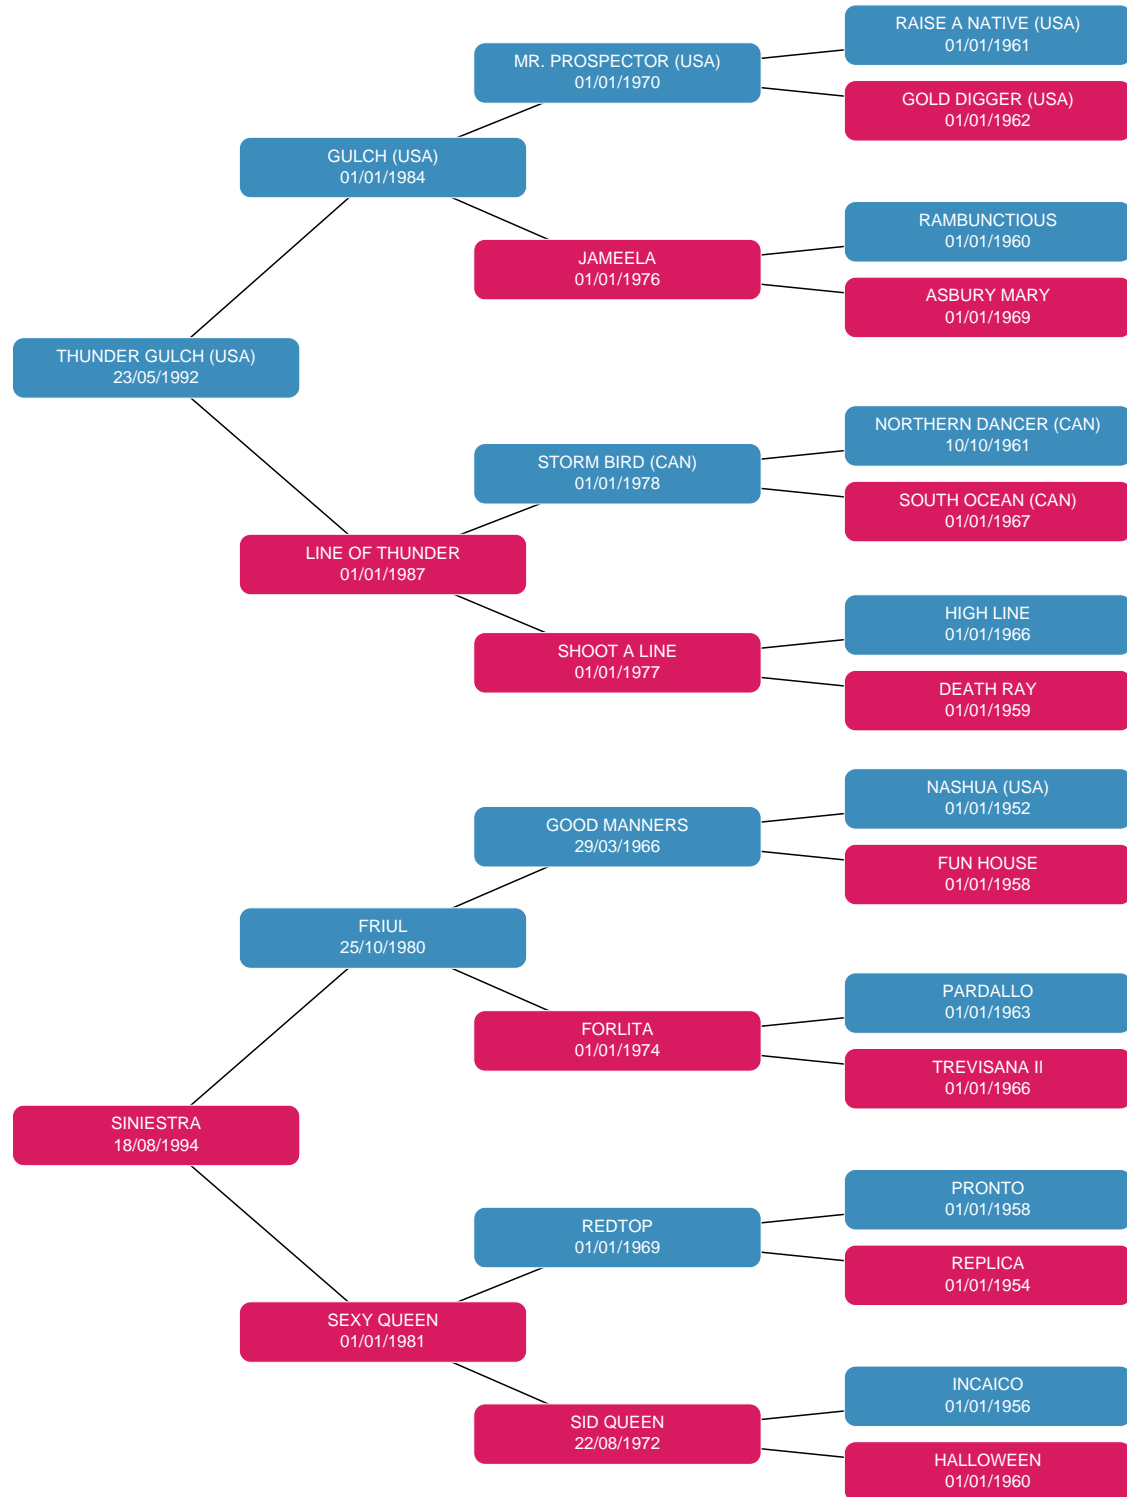 RAISE A NATIVE (USA)
01/01/1961
MR. PROSPECTOR (USA)
01/01/1970
GOLD DIGGER (USA)
01/01/1962
GULCH (USA)
01/01/1984
RAMBUNCTIOUS
01/01/1960
JAMEELA
01/01/1976
ASBURY MARY
01/01/1969
THUNDER GULCH (USA)
23/05/1992
NORTHERN DANCER (CAN)
10/10/1961
STORM BIRD (CAN)
01/01/1978
SOUTH OCEAN (CAN)
01/01/1967
LINE OF THUNDER
01/01/1987
HIGH LINE
01/01/1966
SHOOT A LINE
01/01/1977
DEATH RAY
01/01/1959
NASHUA (USA)
01/01/1952
GOOD MANNERS
29/03/1966
FUN HOUSE
01/01/1958
FRIUL
25/10/1980
PARDALLO
01/01/1963
FORLITA
01/01/1974
TREVISANA II
01/01/1966
SINIESTRA
18/08/1994
PRONTO
01/01/1958
REDTOP
01/01/1969
REPLICA
01/01/1954
SEXY QUEEN
01/01/1981
INCAICO
01/01/1956
SID QUEEN
22/08/1972
HALLOWEEN
01/01/1960